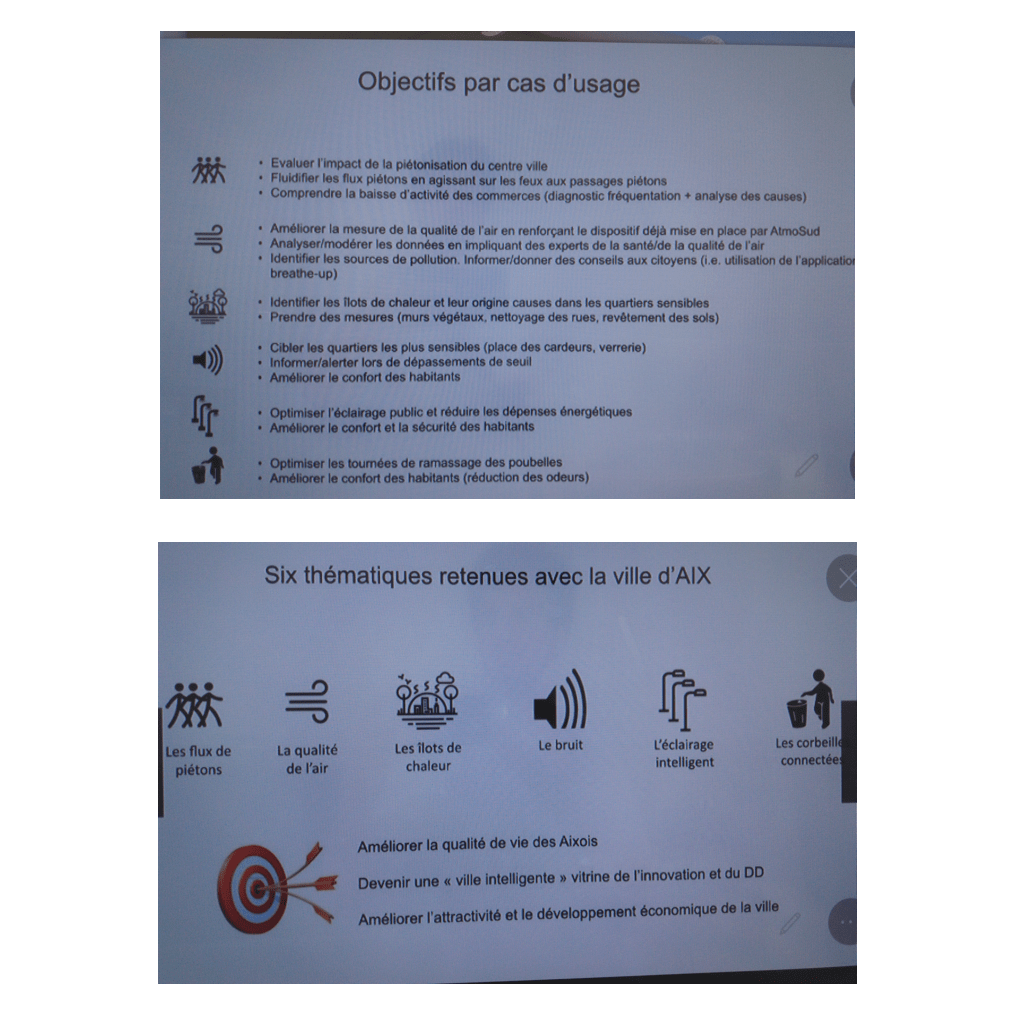 Objectifs par cas d'usage
• Evaluer l'impact de la piétonisation du centre ville
• Fluidifier les flux piétons en agissant sur les feux aux passages piétons
• Comprendre la baisse d'activité des commerces (diagnostic fréquentation + analyse des causes)
• Améliorer la mesure de la qualité de l'air en renforçant le dispositif déjà mise en place par AtmoSud
• Analyser/modérer les données en impliquant des experts de la santé/de la qualité de l'air
• Identifier les sources de pollution. Informer/donner des conseils aux citoyens (i.e. utilisation de l'application
breathe-up)
• Identifier les îlots de chaleur et leur origine causes dans les quartiers sensibles
• Prendre des mesures (murs végétaux, nettoyage des rues, revêtement des sols)
• Cibler les quartiers les plus sensibles (place des cardeurs, verrerie)
• Informer/alerter lors de dépassements de seuil
• Améliorer le confort des habitants
• Optimiser l'éclairage public et réduire les dépenses énergétiques
• Améliorer le confort et la sécurité des habitants
• Optimiser les tournées de ramassage des poubelles
• Améliorer le confort des habitants (réduction des odeurs)
Six thématiques retenues avec la ville d'AIX
Les flux de
piétons
La qualité
de l'air
Les îlots de
chaleur
Le bruit
L'éclairage
intelligent
Les corbeilles
connectées
Améliorer la qualité de vie des Aixois
Devenir une « ville intelligente » vitrine de l'innovation et du DD
Améliorer l'attractivité et le développement économique de la ville